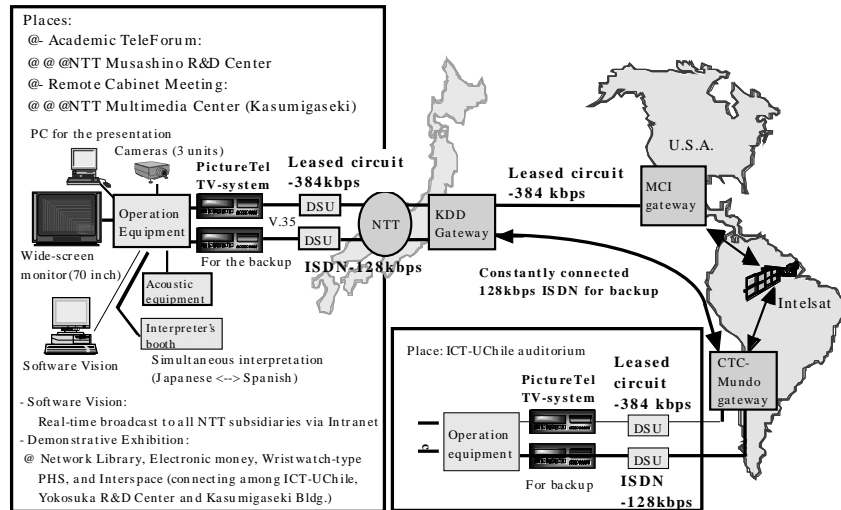 Places:
@- Academic TeleForum:
@@@NTT Musashino R&D Center
@- Remote Cabinet Meeting:
@@@NTT Multimedia Center (Kasumigaseki)
PC for the presentation
Cameras (3 units)
PictureTel
TV-system
Leased circuit
-384kbps
Operation
Equipment
DSU
V.35
DSU
NTT
KDD
Gateway
Leased circuit
-384 kbps
U.S.A.
MCI
gateway
Wide-screen
monitor(70 inch)
For the backup
ISDN-128kbps
Acoustic
equipment
Interpreter's
booth
Software Vision
Simultaneous interpretation
(Japanese <--> Spanish)
Constantly connected
128kbps ISDN for backup
Intelsat
CTC-
Mundo
gateway
- Software Vision:
Real-time broadcast to all NTT subsidiaries via Intranet
- Demonstrative Exhibition:
@ Network Library, Electronic money, Wristwatch-type
PHS, and Interspace (connecting among ICT-UChile,
Yokosuka R&D Center and Kasumigaseki Bldg.)
Place: ICT-UChile auditorium
PictureTel
TV-system
Leased
circuit
-384 kbps
Operation
equipment
DSU
DSU
For backup
ISDN
-128kbps